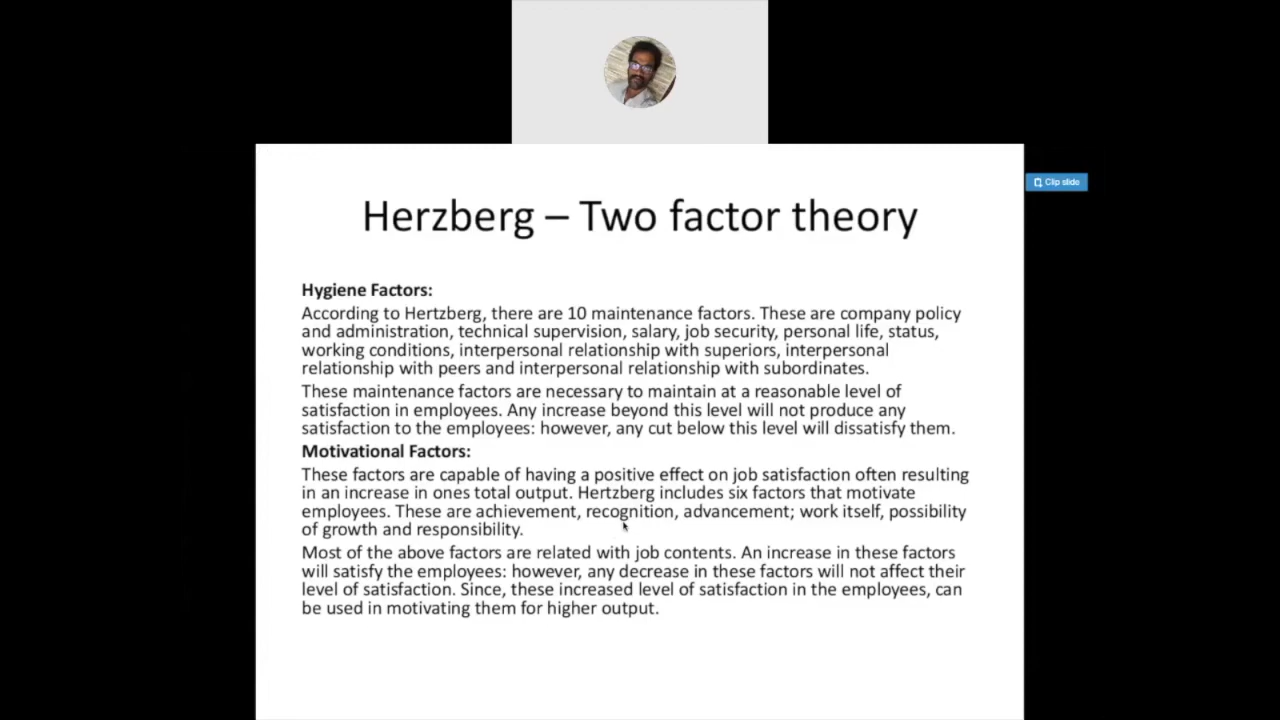 Clip slide
Herzberg – Two factor theory
Hygiene Factors:
According to Hertzberg, there are 10 maintenance factors. These are company policy
and administration, technical supervision, salary, job security, personal life, status,
working conditions, interpersonal relationship with superiors, interpersonal
relationship with peers and interpersonal relationship with subordinates.
These maintenance factors are necessary to maintain at a reasonable level of
satisfaction in employees. Any increase beyond this level will not produce any
satisfaction to the employees: however, any cut below this level will dissatisfy them.
Motivational Factors:
These factors are capable of having a positive effect on job satisfaction often resulting
in an increase in ones total output. Hertzberg includes six factors that motivate
employees. These are achievement, recognition, advancement; work itself, possibility
of growth and responsibility.
Most of the above factors are related with job contents. An increase in these factors
will satisfy the employees: however, any decrease in these factors will not affect their
level of satisfaction. Since, these increased level of satisfaction in the employees, can
be used in motivating them for higher output.